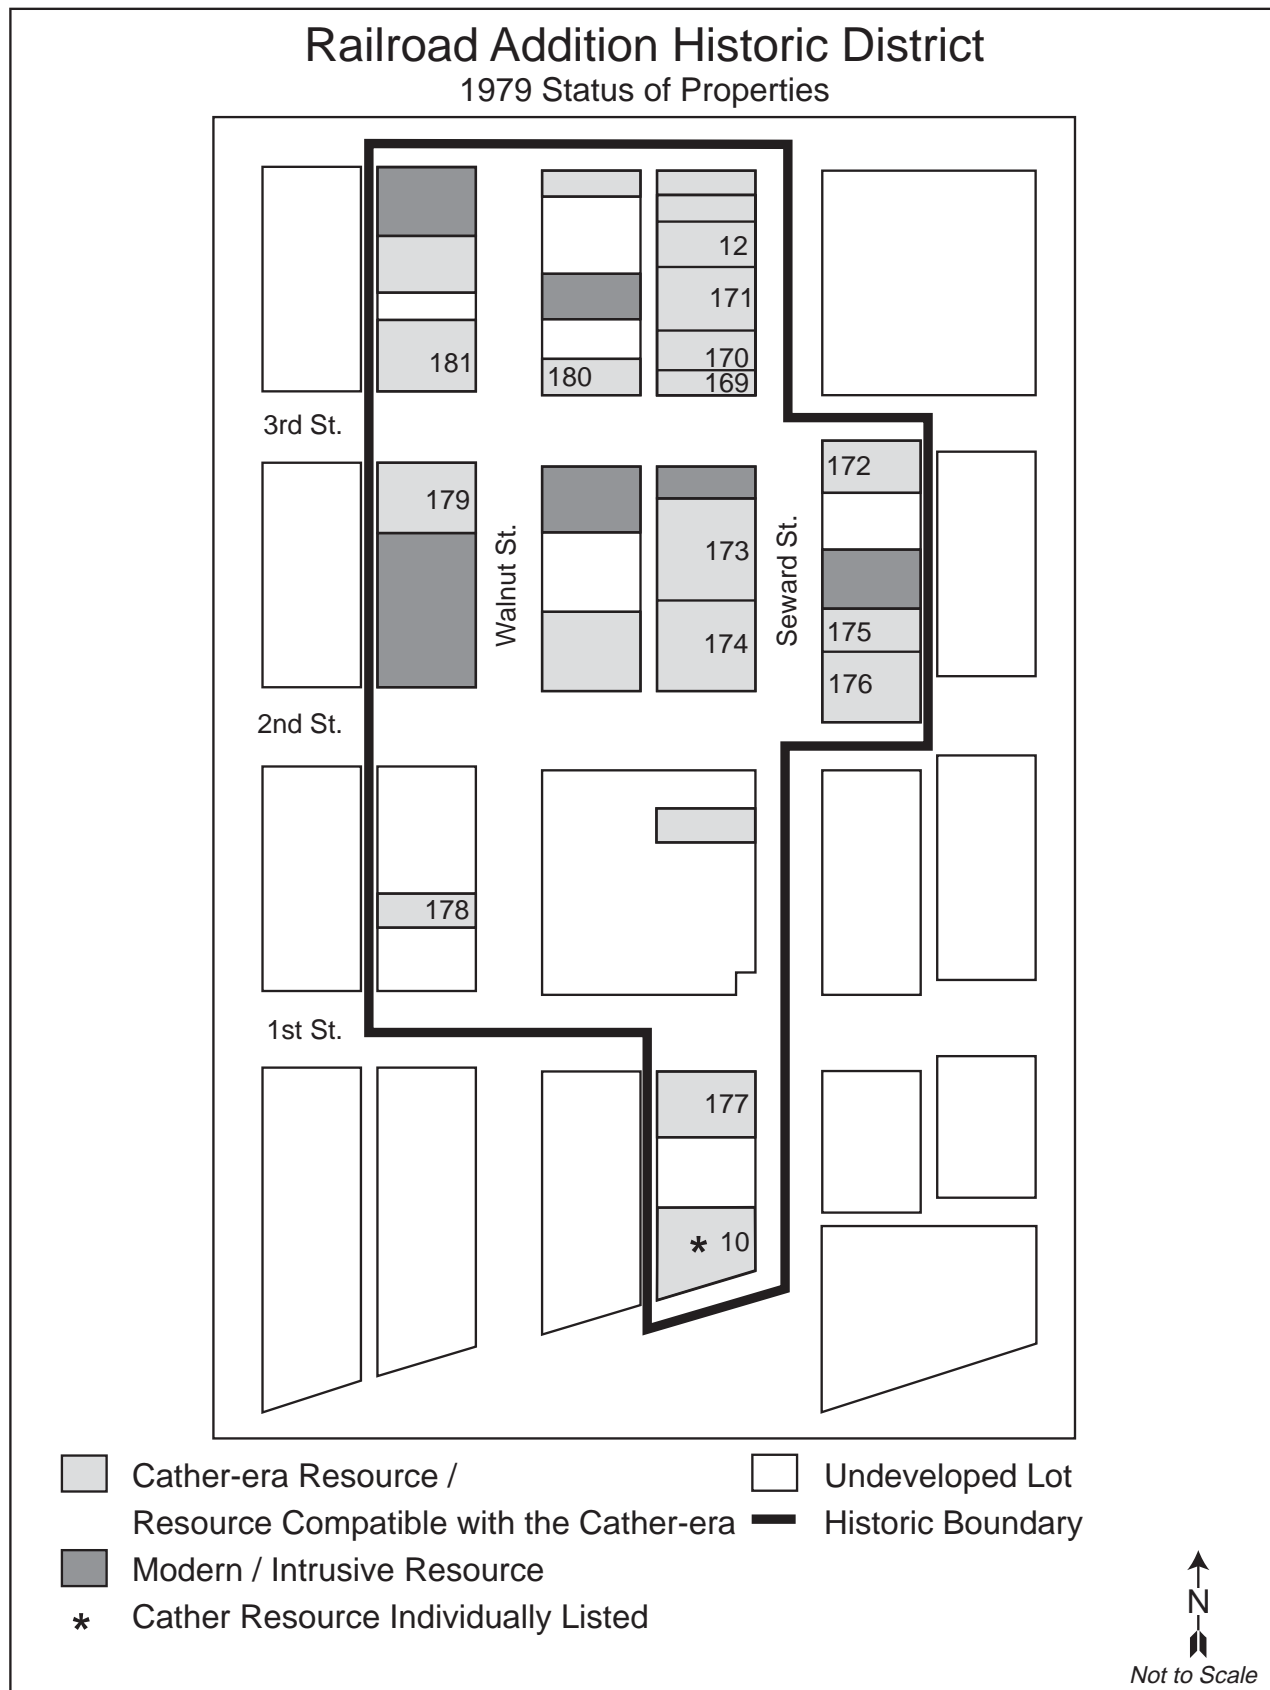 Railroad Addition Historic District
1979 Status of Properties
12
171
181
170
180
169
3rd St.
172
179
173
Walnut St.
Seward St.
175
174
176
2nd St.
178
1st St.
177
* 10
Cather-era Resource /
Resource Compatible with the Cather-era
Modern / Intrusive Resource
* Cather Resource Individually Listed
Undeveloped Lot
Historic Boundary
N
Not to Scale